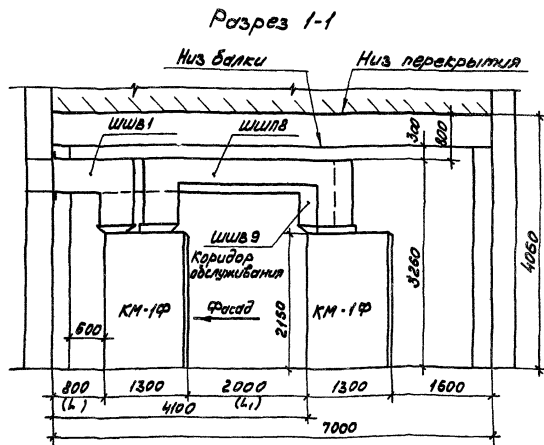 Разрез 1-1
Низ балки
Низ перекрытия
ШШВ1
ШШП8
300
800
ШШВ9
Коридор
обслуживания
КМ-1Ф
Фасад
КМ-1Ф
600
2150
3260
4060
800
1300
2000
1300
1600
(L)
(L1)
4100
7000